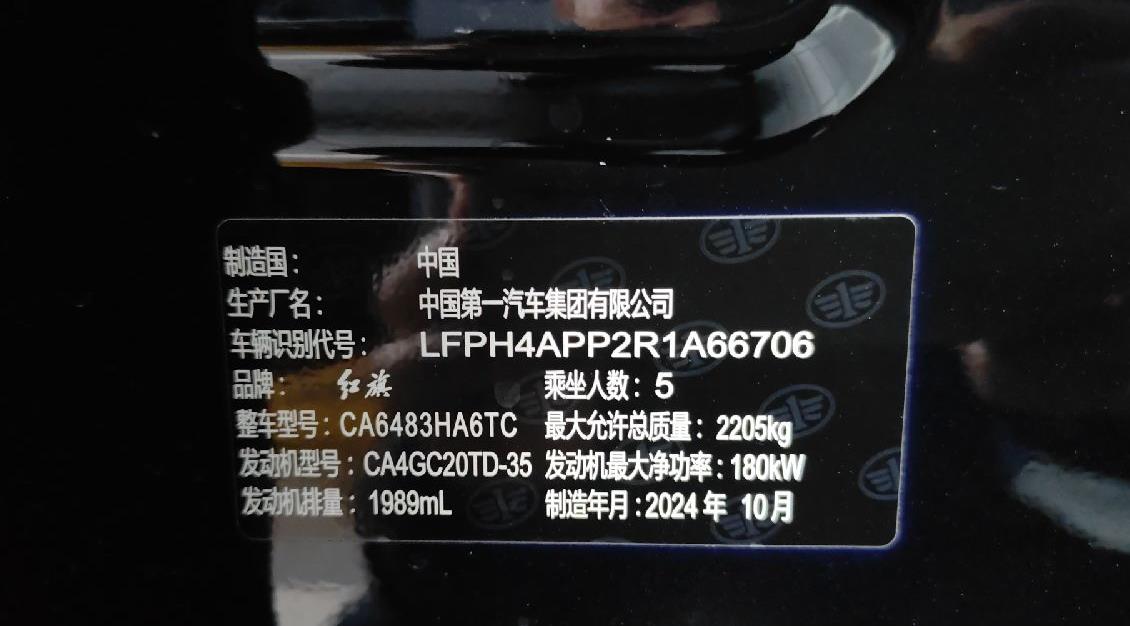 制造国： 中国
生产厂名： 中国第一汽车集团有限公司
车辆识别代号： LFPH4APP2R1A66706
品牌： 红旗 乘坐人数：5
整车型号：CA6483HA6TC 最大允许总质量：2205kg
发动机型号：CA4GC20TD-35 发动机最大净功率：180kW
发动机排量：1989mL 制造年月：2024年 10月